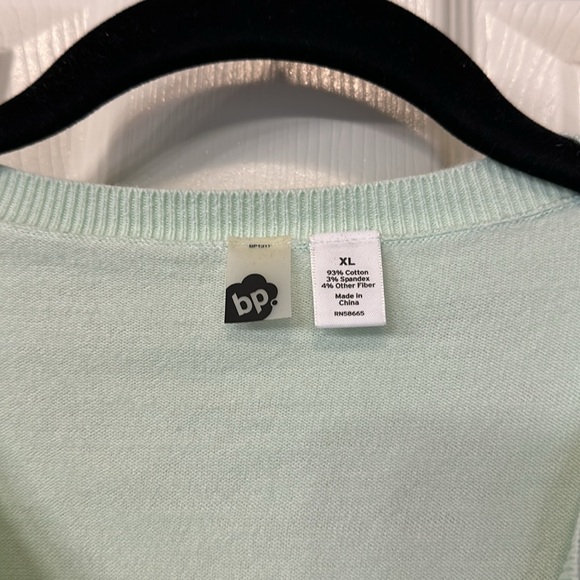 bp.
XL
93% Cotton
3% Spandex
4% Other Fiber
Made in
China
RN58665